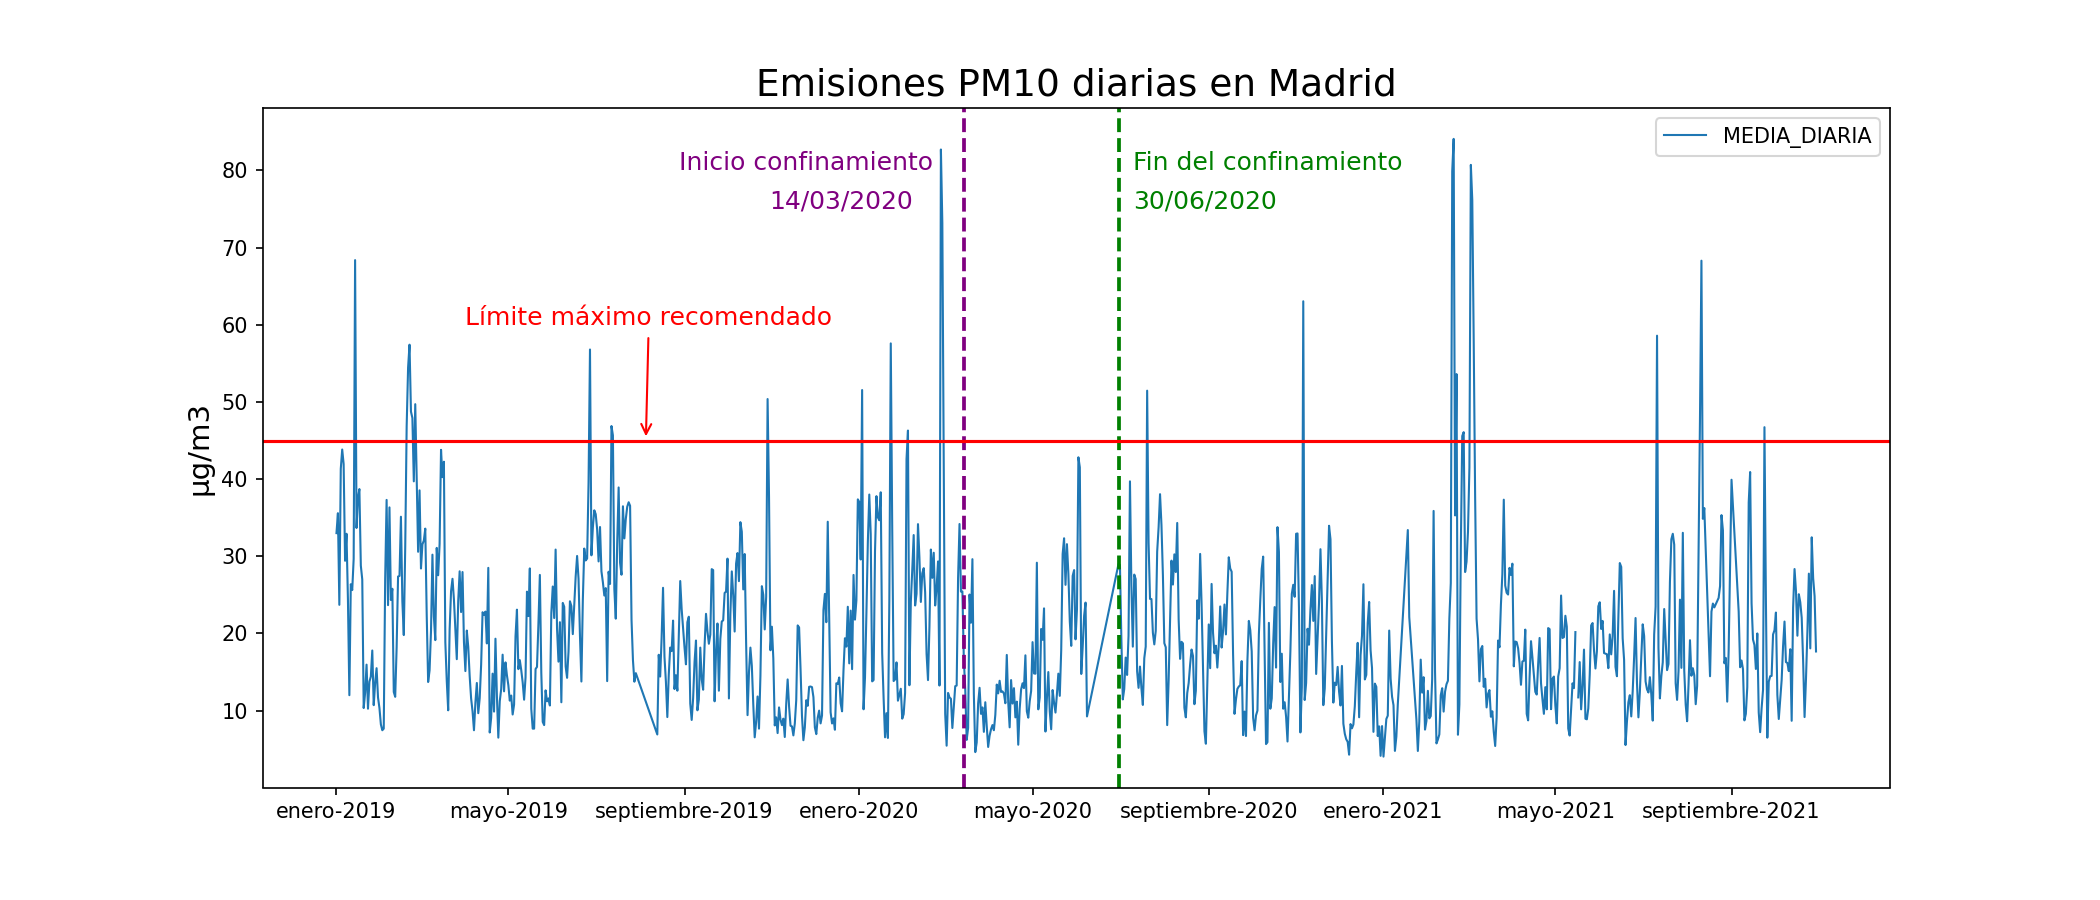 Emisiones PM10 diarias en Madrid
MEDIA_DIARIA
Inicio confinamiento
14/03/2020
Fin del confinamiento
30/06/2020
Límite máximo recomendado
µg/m3
80
70
60
50
40
30
20
10
enero-2019
mayo-2019
septiembre-2019
enero-2020
mayo-2020
septiembre-2020
enero-2021
mayo-2021
septiembre-2021